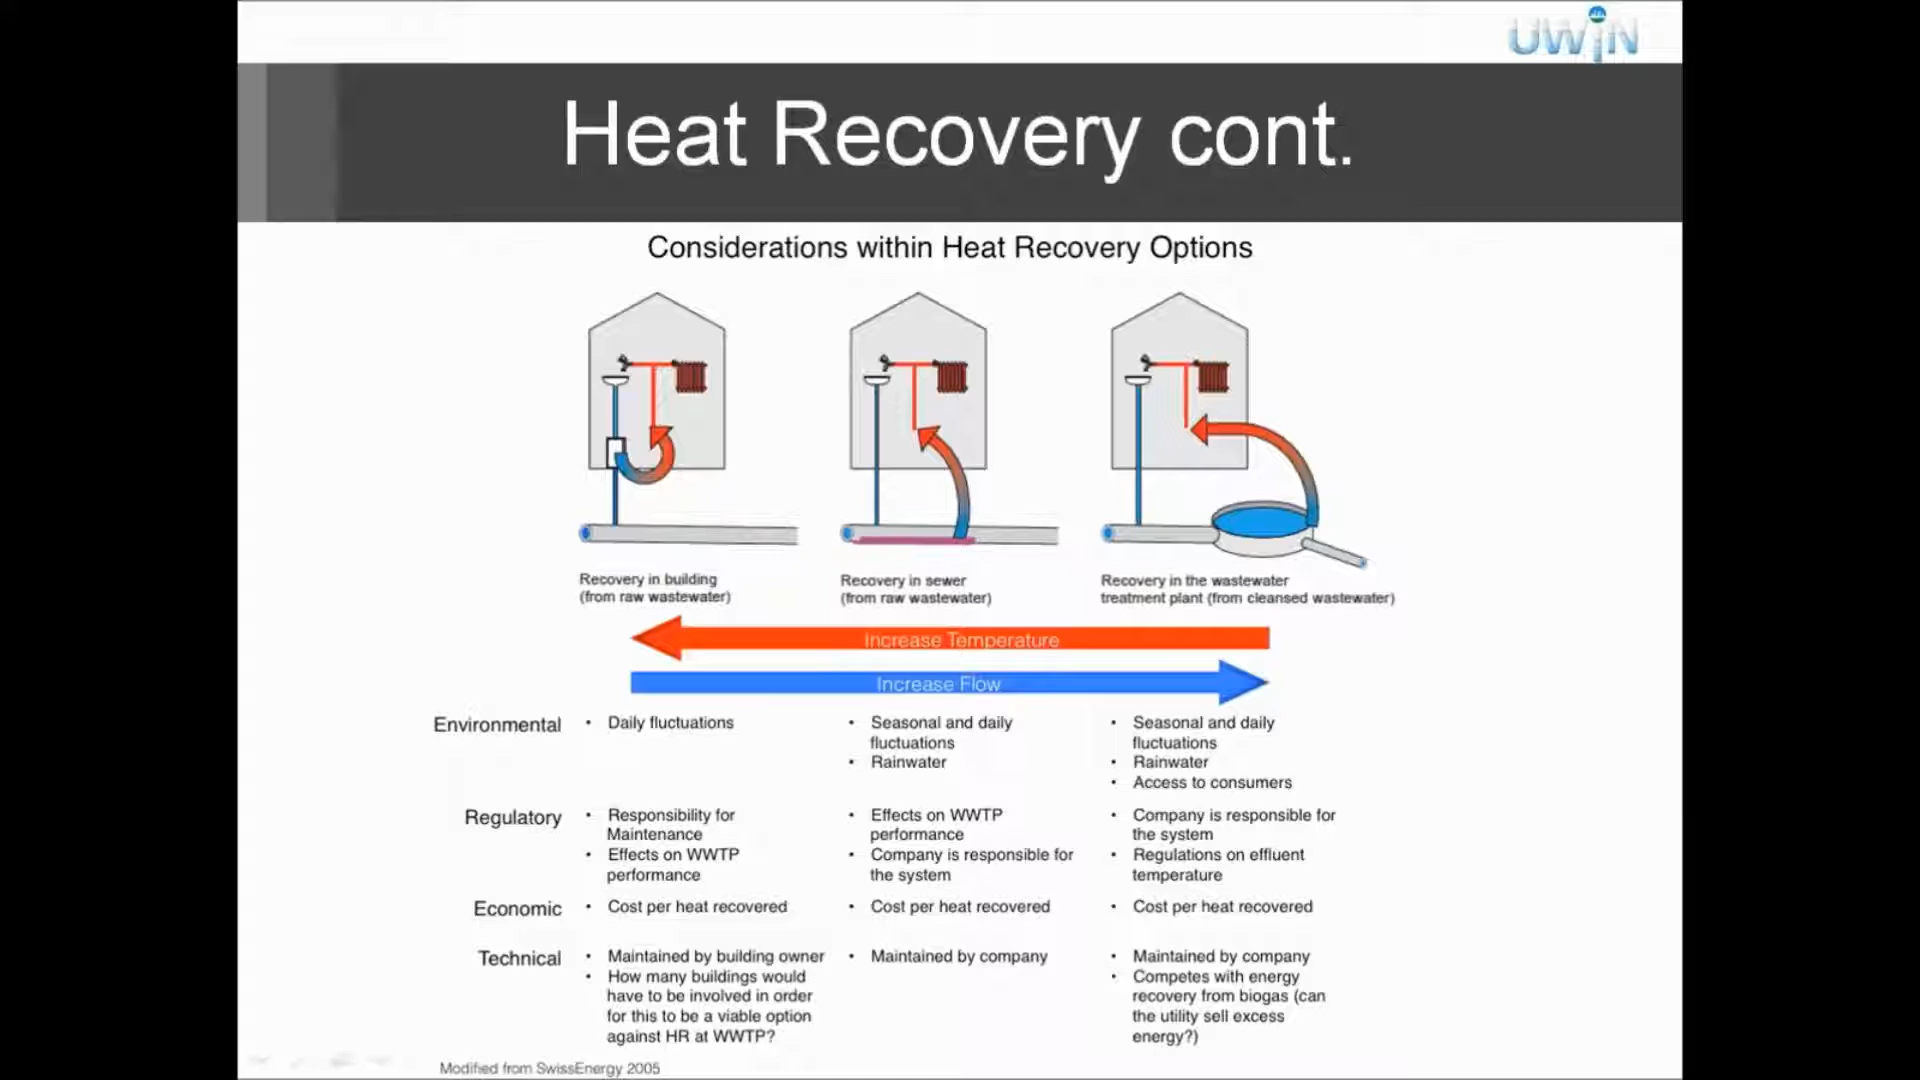 UWiN
Heat Recovery cont.
Considerations within Heat Recovery Options
Recovery in building
(from raw wastewater)
Recovery in sewer
(from raw wastewater)
Recovery in the wastewater
treatment plant (from cleansed wastewater)
Increase Temperature
Increase Flow
Environmental
• Daily fluctuations
• Seasonal and daily
fluctuations
• Rainwater
• Seasonal and daily
fluctuations
• Rainwater
• Access to consumers
Regulatory
• Responsibility for
Maintenance
• Effects on WWTP
performance
• Effects on WWTP
performance
• Company is responsible for
the system
• Company is responsible for
the system
• Regulations on effluent
temperature
Economic
• Cost per heat recovered
• Cost per heat recovered
• Cost per heat recovered
Technical
• Maintained by building owner
• How many buildings would
have to be involved in order
for this to be a viable option
against HR at WWTP?
• Maintained by company
• Maintained by company
• Competes with energy
recovery from biogas (can
the utility sell excess
energy?)
Modified from SwissEnergy 2005